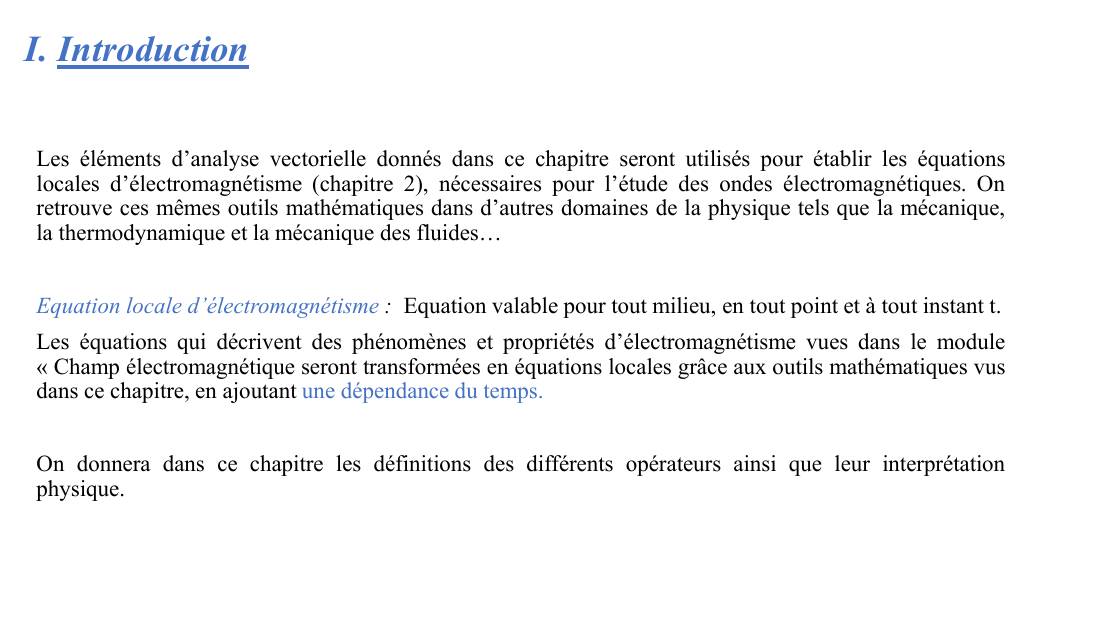 I. Introduction
Les éléments d’analyse vectorielle donnés dans ce chapitre seront utilisés pour établir les équations
locales d’électromagnétisme (chapitre 2), nécessaires pour l’étude des ondes électromagnétiques. On
retrouve ces mêmes outils mathématiques dans d’autres domaines de la physique tels que la mécanique,
la thermodynamique et la mécanique des fluides…
Equation locale d’électromagnétisme : Equation valable pour tout milieu, en tout point et à tout instant t.
Les équations qui décrivent des phénomènes et propriétés d’électromagnétisme vues dans le module
« Champ électromagnétique seront transformées en équations locales grâce aux outils mathématiques vus
dans ce chapitre, en ajoutant une dépendance du temps.
On donnera dans ce chapitre les définitions des différents opérateurs ainsi que leur interprétation
physique.